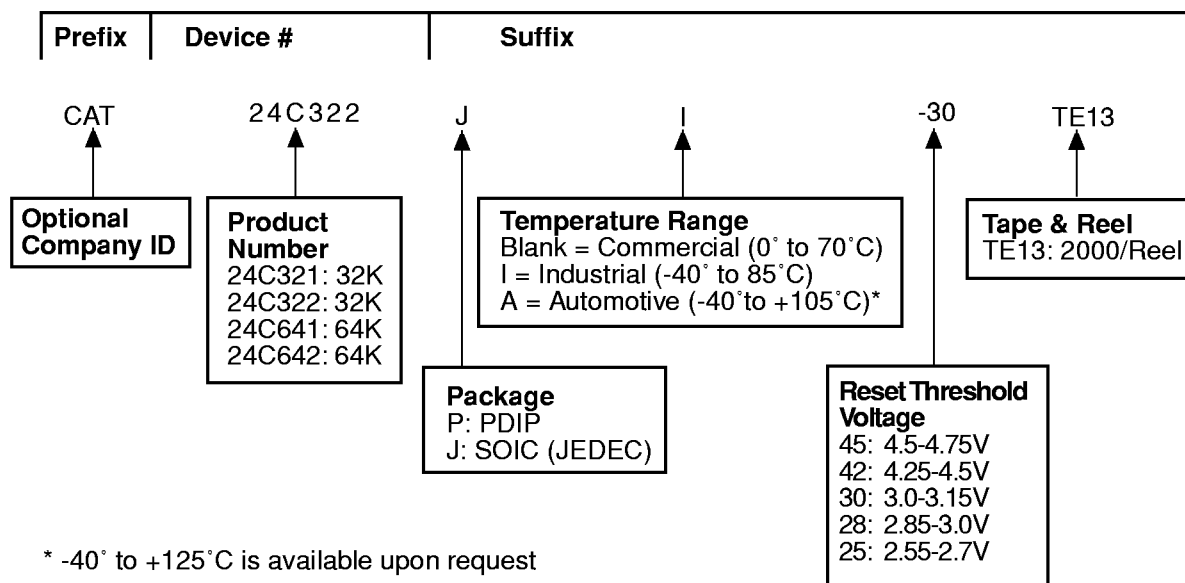 Prefix Device # Suffix
CAT 24C322 J I -30 TE13
Optional
Company ID
Product
Number
24C321: 32K
24C322: 32K
24C641: 64K
24C642: 64K
Temperature Range
Blank = Commercial (0˚ to 70˚C)
I = Industrial (-40˚ to 85˚C)
A = Automotive (-40˚to +105˚C)*
Tape & Reel
TE13: 2000/Reel
Package
P: PDIP
J: SOIC (JEDEC)
Reset Threshold
Voltage
45: 4.5-4.75V
42: 4.25-4.5V
30: 3.0-3.15V
28: 2.85-3.0V
25: 2.55-2.7V
* -40˚ to +125˚C is available upon request